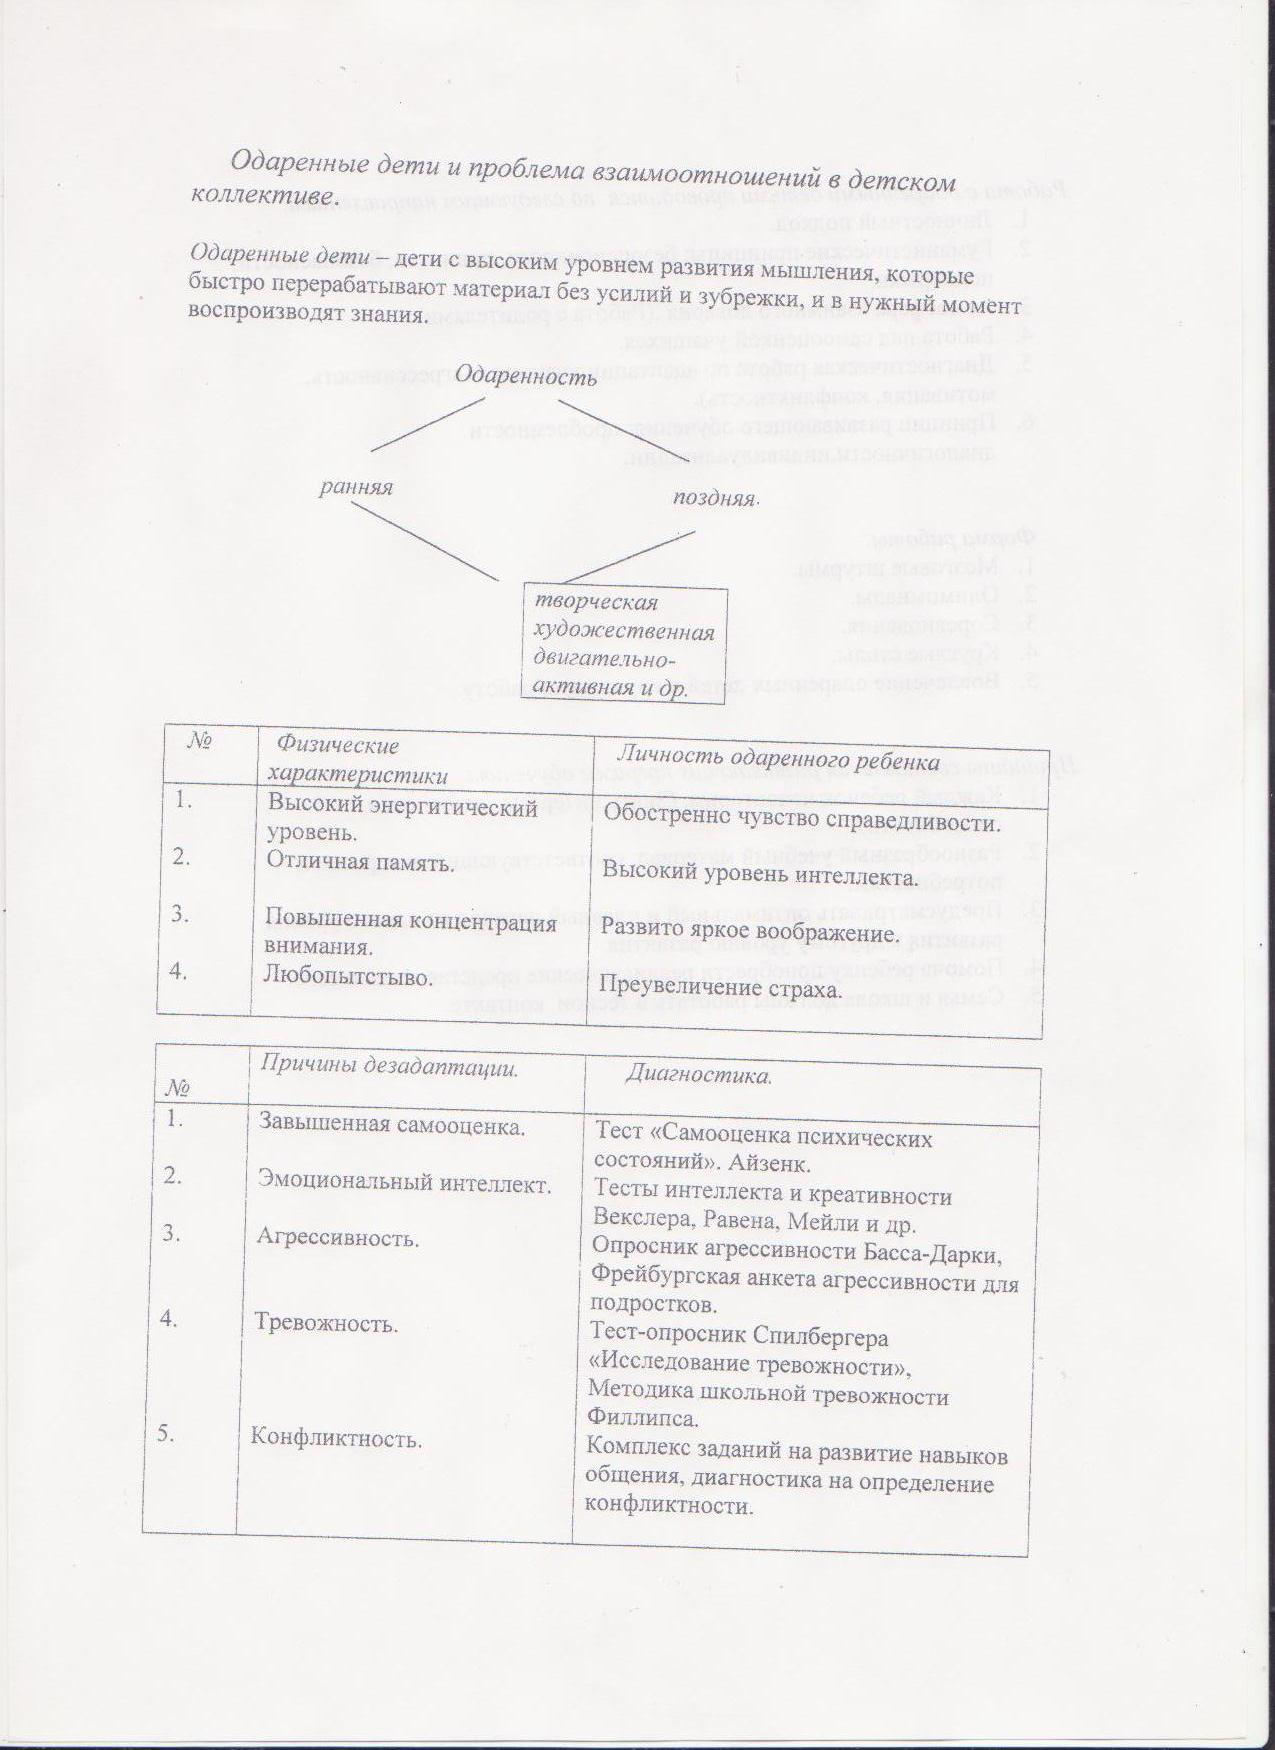 Одаренные дети и проблема взаимоотношений в детском
коллективе.
Одаренные дети – дети с высоким уровнем развития мышления, которые
быстро перерабатывают материал без усилий и зубрежки, и в нужный момент
воспроизводят знания.
Одаренность
ранняя
поздняя.
творческая
художественная
двигательно-
активная и др.
№ Физические Личность одаренного ребенка
характеристики
1. Высокий энергитический Обостренно чувство справедливости.
уровень.
2. Отличная память. Высокий уровень интеллекта.
3. Повышенная концентрация Развито яркое воображение.
внимания.
4. Любопытстыво. Преувеличение страха.
№ Причины дезадаптации. Диагностика.
1. Завышенная самооценка. Тест «Самооценка психических
состояний». Айзенк.
2. Эмоциональный интеллект. Тесты интеллекта и креативности
Векслера, Равена, Мейли и др.
3. Агрессивность. Опросник агрессивности Басса-Дарки,
Фрейбургская анкета агрессивности для
подростков.
4. Тревожность. Тест-опросник Спилбергера
«Исследование тревожности»,
Методика школьной тревожности
Филлипса.
5. Конфликтность. Комплекс заданий на развитие навыков
общения, диагностика на определение
конфликтности.